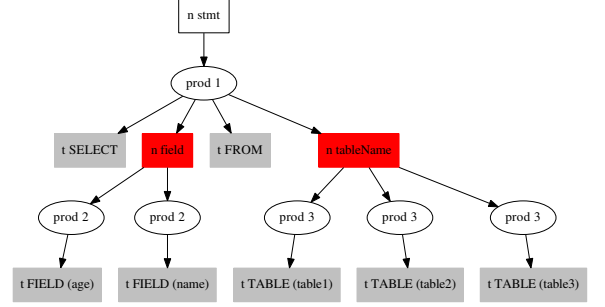 n stmt
prod 1
t SELECT
n field
t FROM
n tableName
prod 2
prod 2
prod 3
prod 3
prod 3
t FIELD (age)
t FIELD (name)
t TABLE (table1)
t TABLE (table2)
t TABLE (table3)